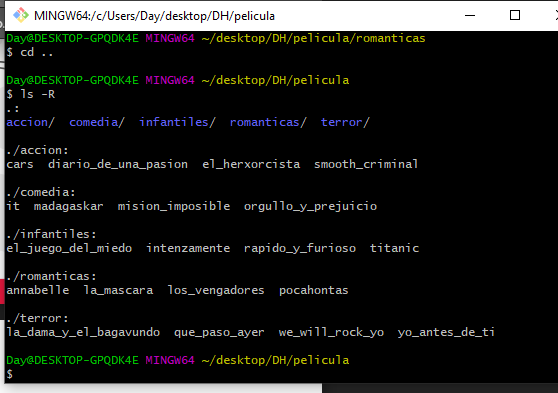 MINGW64:/c/Users/Day/desktop/DH/pelicula
Day@DESKTOP-GPQDK4E MINGW64 ~/desktop/DH/pelicula/romanticas
$ cd ..
Day@DESKTOP-GPQDK4E MINGW64 ~/desktop/DH/pelicula
$ ls -R
.:
accion/  comedia/  infantiles/  romanticas/  terror/
./accion:
cars  diario_de_una_pasion  el_herxorcista  smooth_criminal
./comedia:
it  madagaskar  mision_imposible  orgullo_y_prejuicio
./infantiles:
el_juego_del_miedo  intenzamente  rapido_y_furioso  titanic
./romanticas:
annabelle  la_mascara  los_vengadores  pocahontas
./terror:
la_dama_y_el_bagavundo  que_paso_ayer  we_will_rock_yo  yo_antes_de_ti
Day@DESKTOP-GPQDK4E MINGW64 ~/desktop/DH/pelicula
$